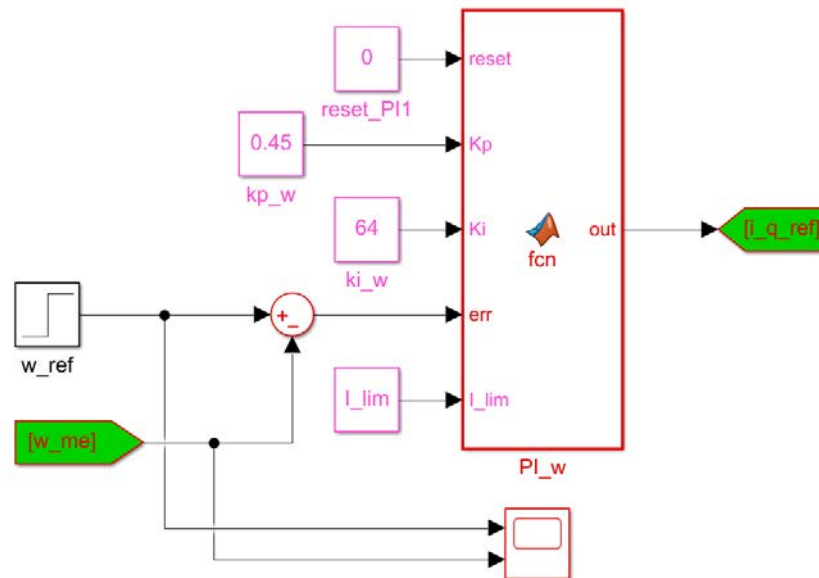 0
reset
reset_PI1
0.45
Kp
kp_w
64
Ki
out
[i_q_ref]
fcn
ki_w
+
-
err
w_ref
I_lim
I_lim
[w_me]
PI_w